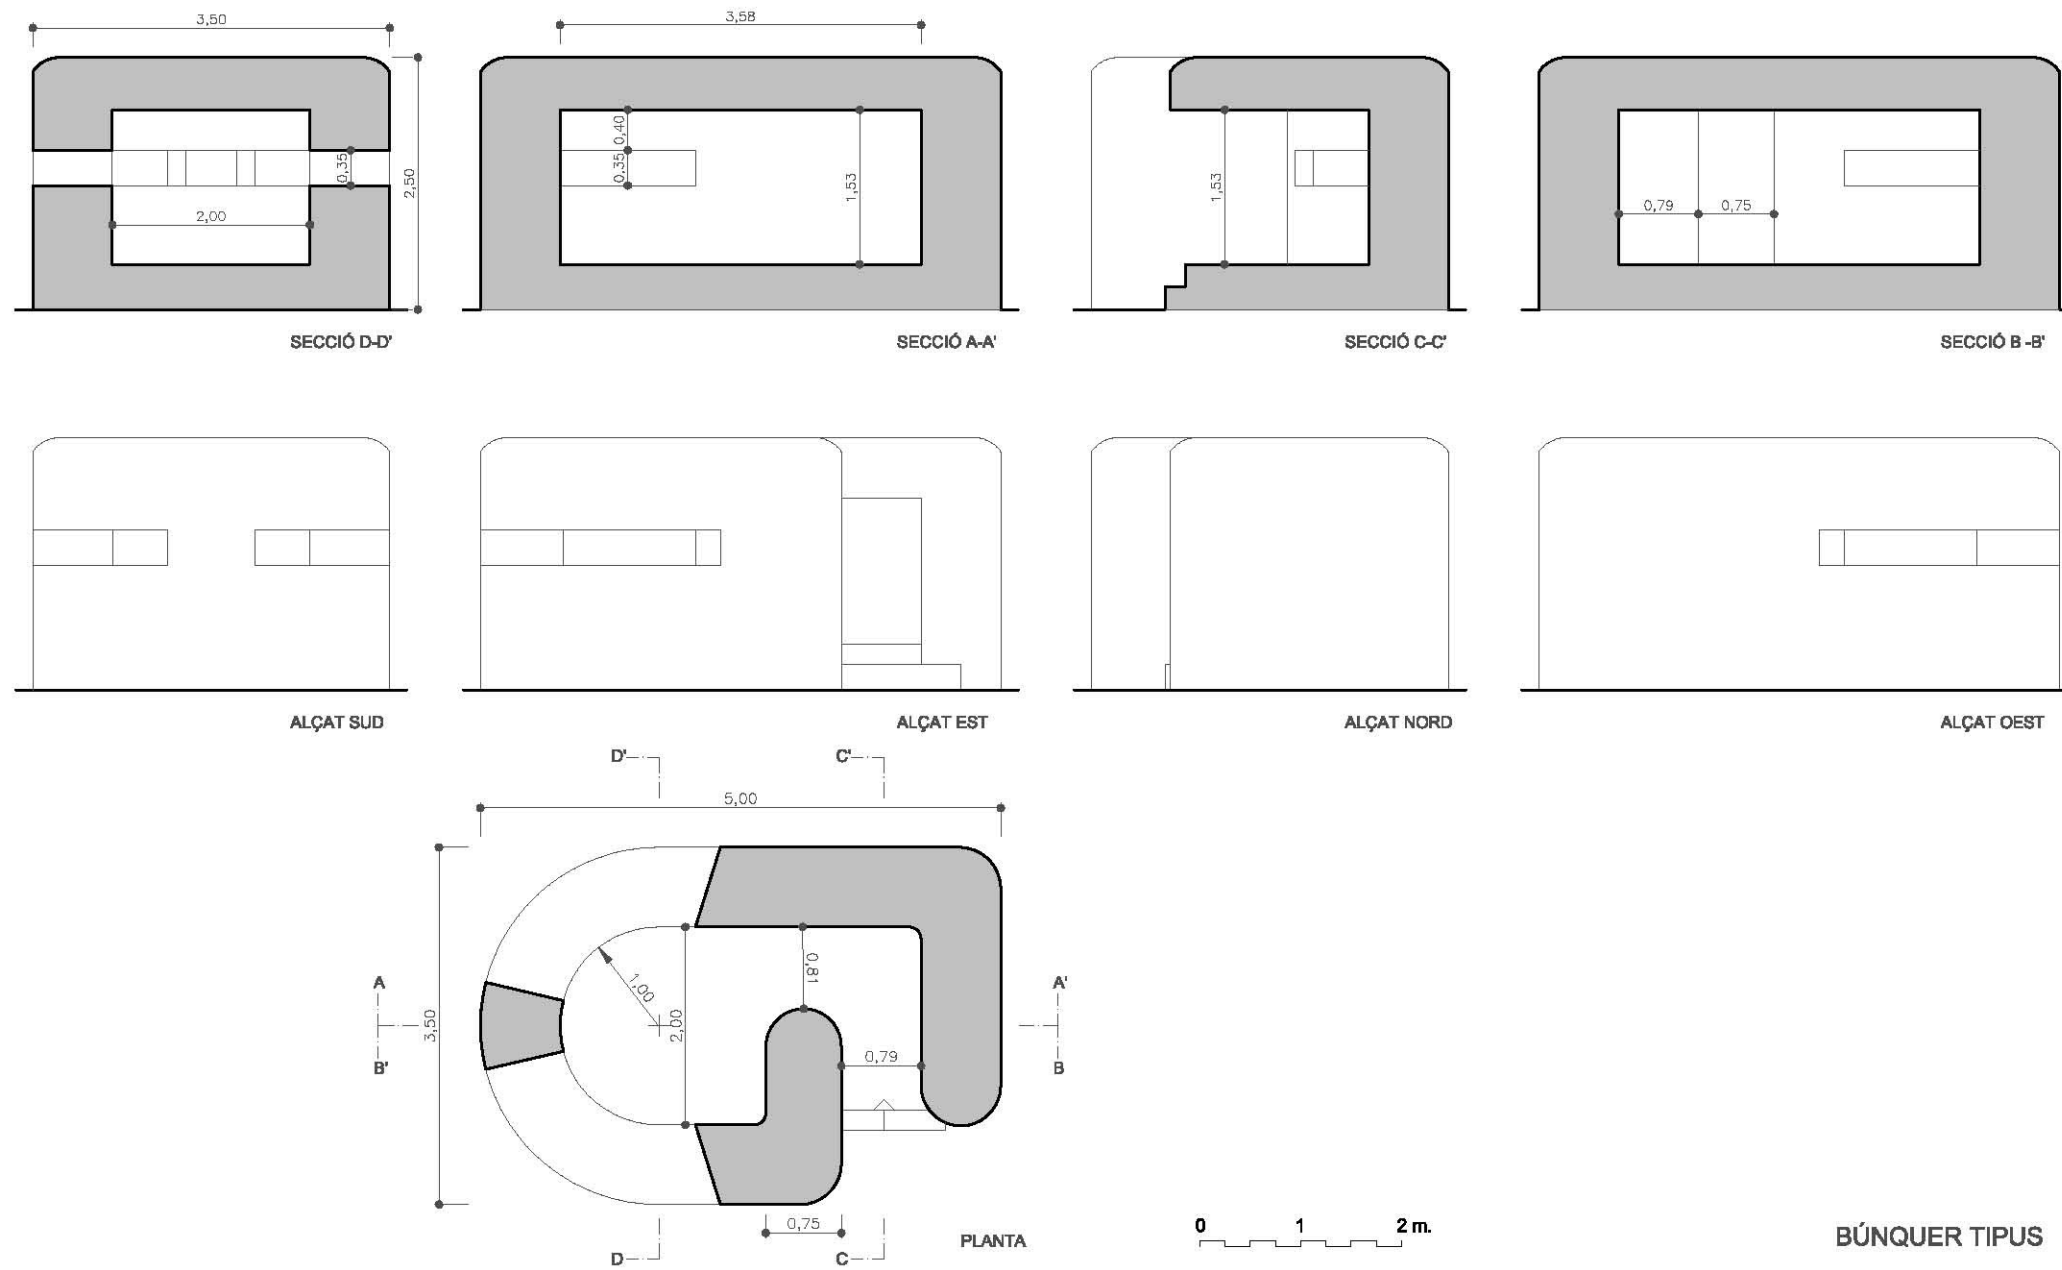 3,50
3,58
0,40
0,35
2,50
0,35
1,53
1,53
2,00
0,79
0,75
SECCIÓ D-D'
SECCIÓ A-A'
SECCIÓ C-C'
SECCIÓ B -B'
ALÇAT SUD
ALÇAT EST
ALÇAT NORD
ALÇAT OEST
D'
C'
5,00
0,81
A
A'
1,00
3,50
2,00
0,79
B'
B
0,75
D
C
PLANTA
0 1 2 m.
BÚNQUER TIPUS